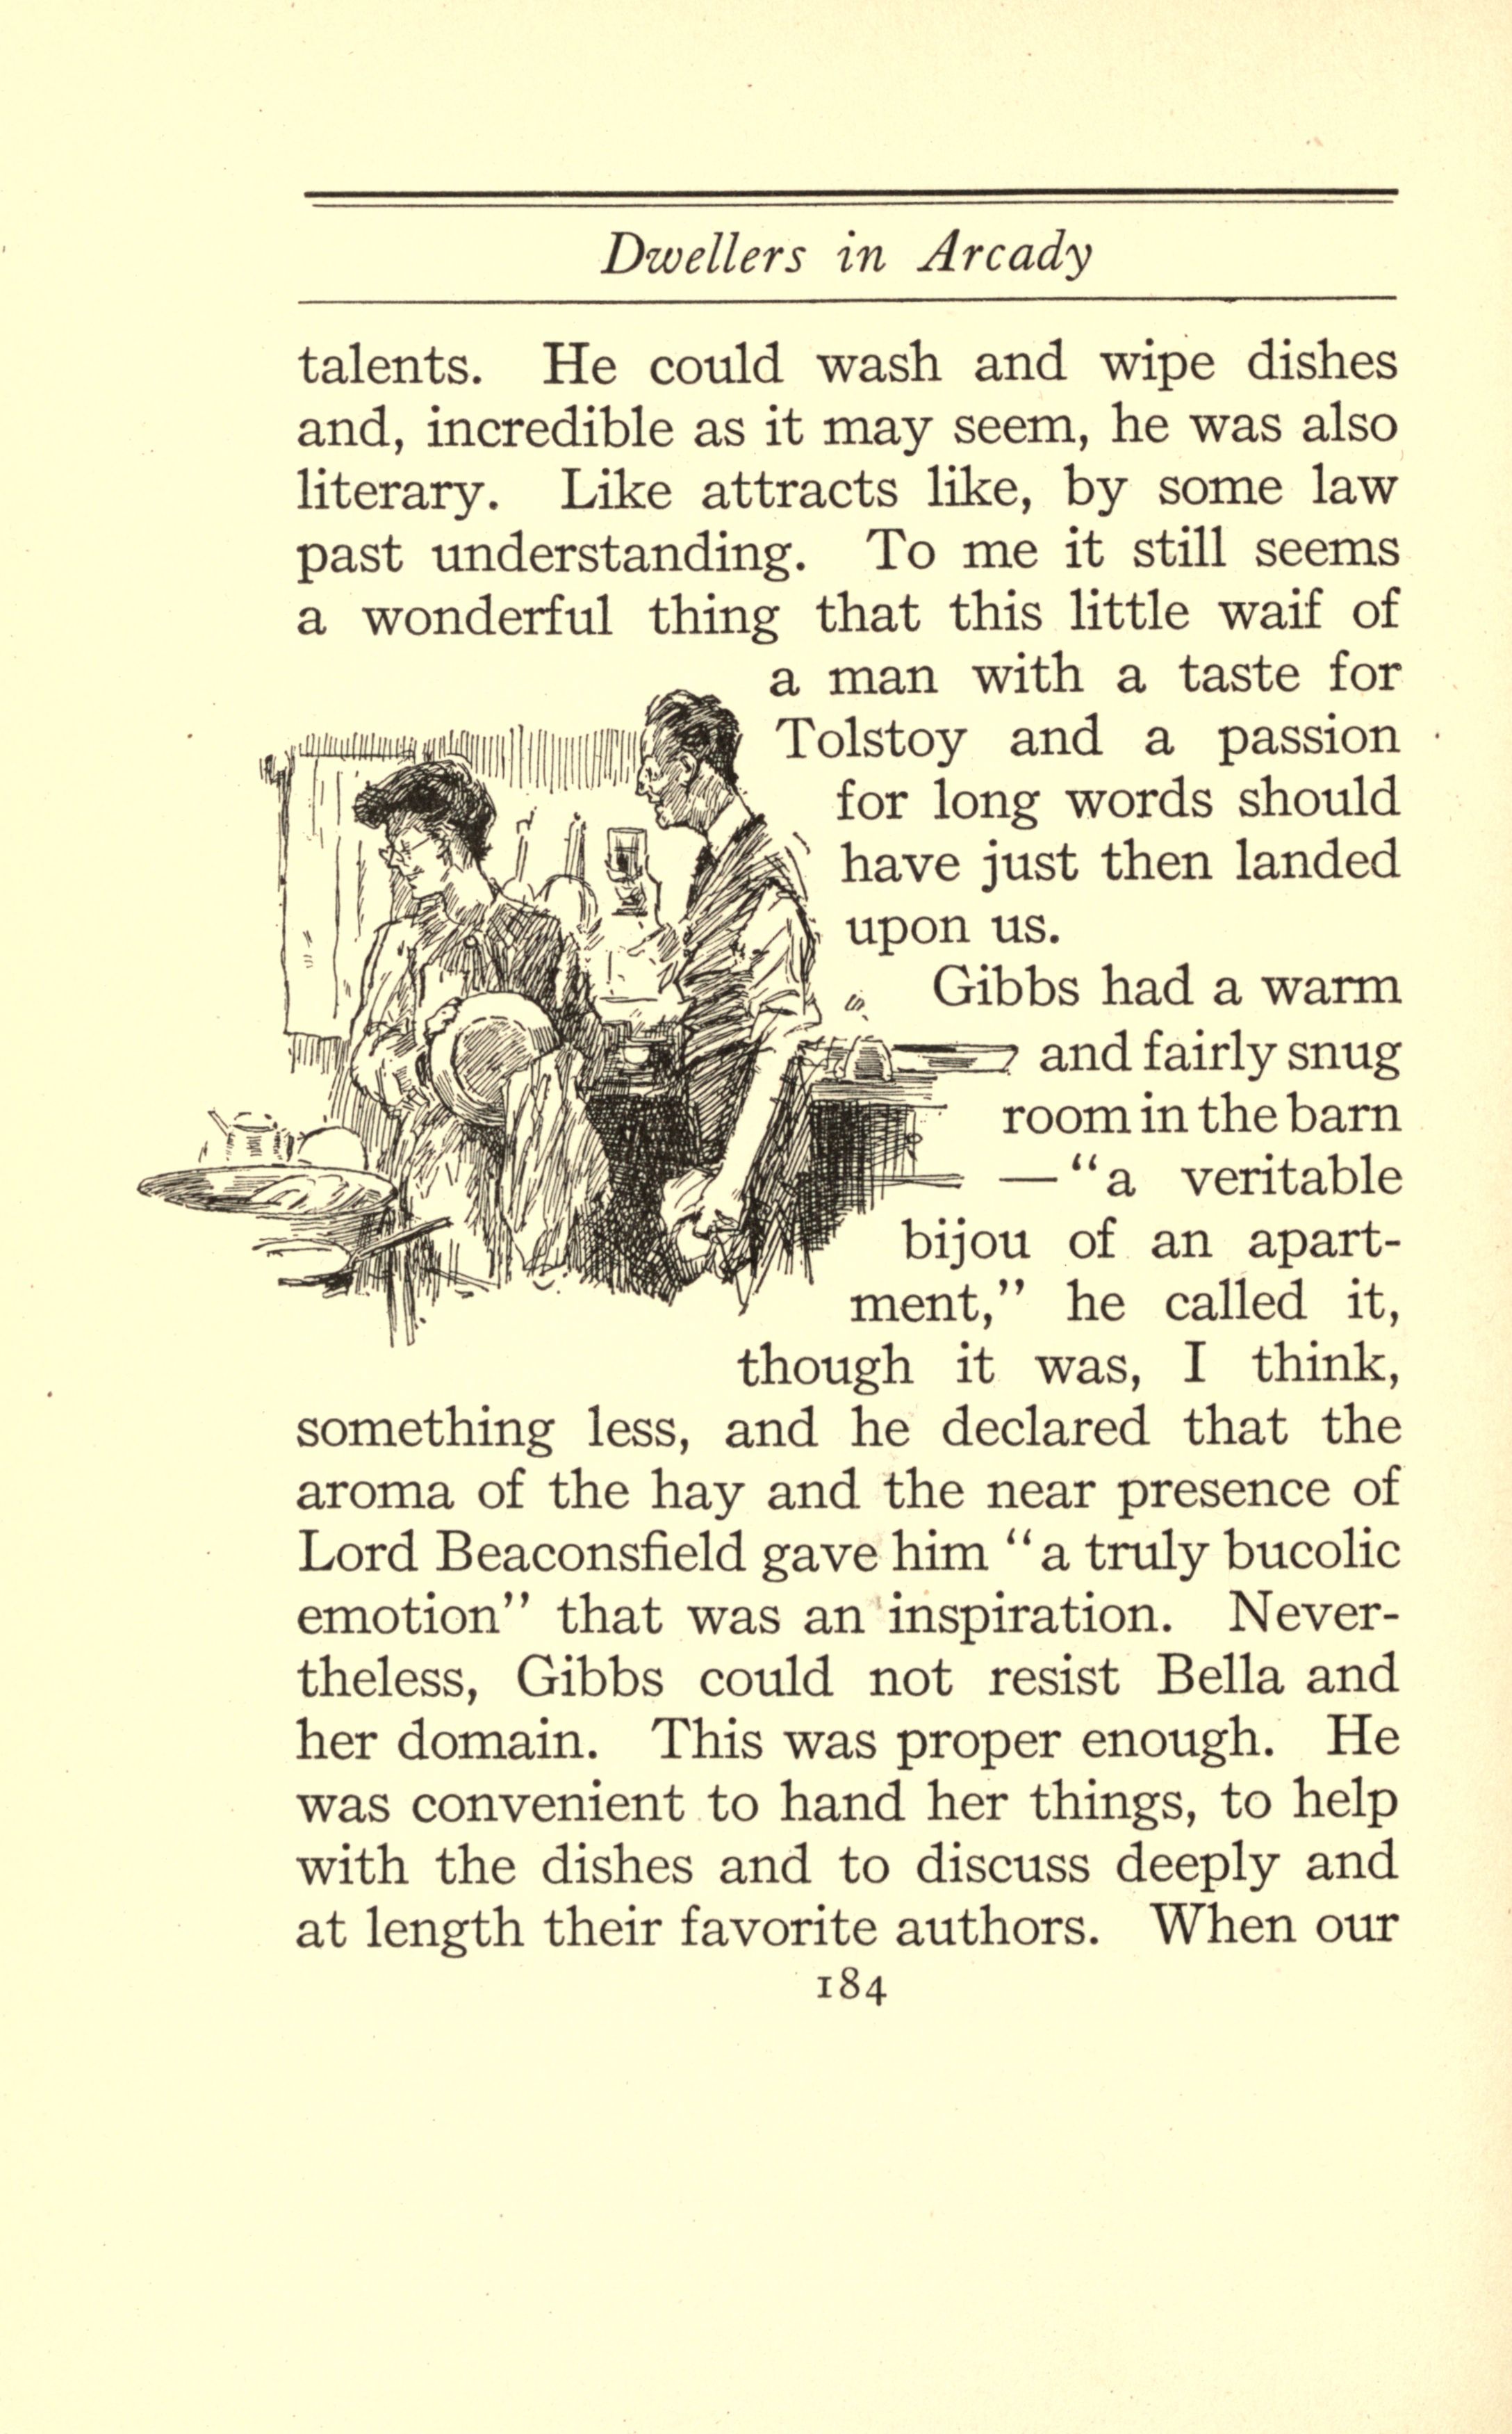 Dwellers in Arcady
talents. He could wash and wipe dishes
and, incredible as it may seem, he was also
literary. Like attracts like, by some law
past understanding. To me it still seems
a wonderful thing that this little waif of
a man with a taste for
Tolstoy and a passion
for long words should
have just then landed
upon us.
Gibbs had a warm
and fairly snug
room in the barn
—“a veritable
bijou of an apart-
ment,” he called it,
though it was, I think,
something less, and he declared that the
aroma of the hay and the near presence of
Lord Beaconsfield gave him “a truly bucolic
emotion” that was an inspiration. Never-
theless, Gibbs could not resist Bella and
her domain. This was proper enough. He
was convenient to hand her things, to help
with the dishes and to discuss deeply and
at length their favorite authors. When our
184